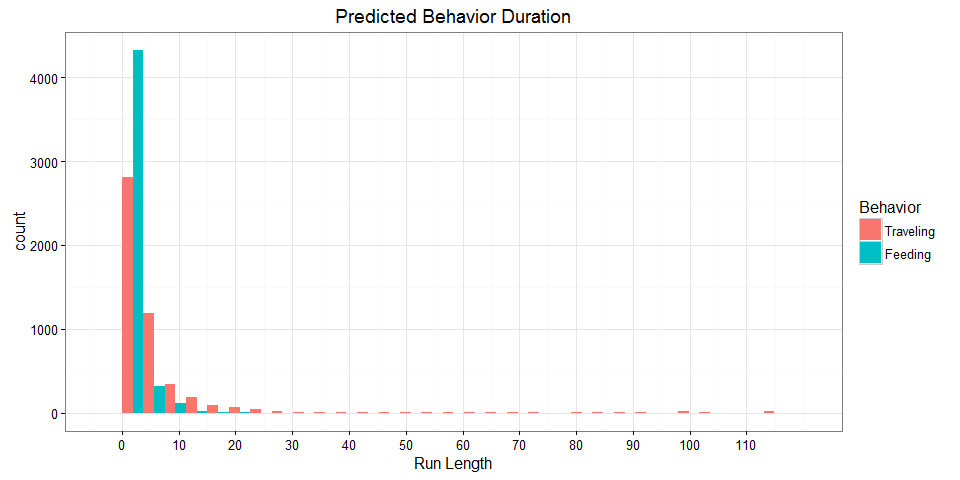 Predicted Behavior Duration
count
4000
3000
2000
1000
0
0 10 20 30 40 50 60 70 80 90 100 110
Run Length
Behavior
Traveling
Feeding